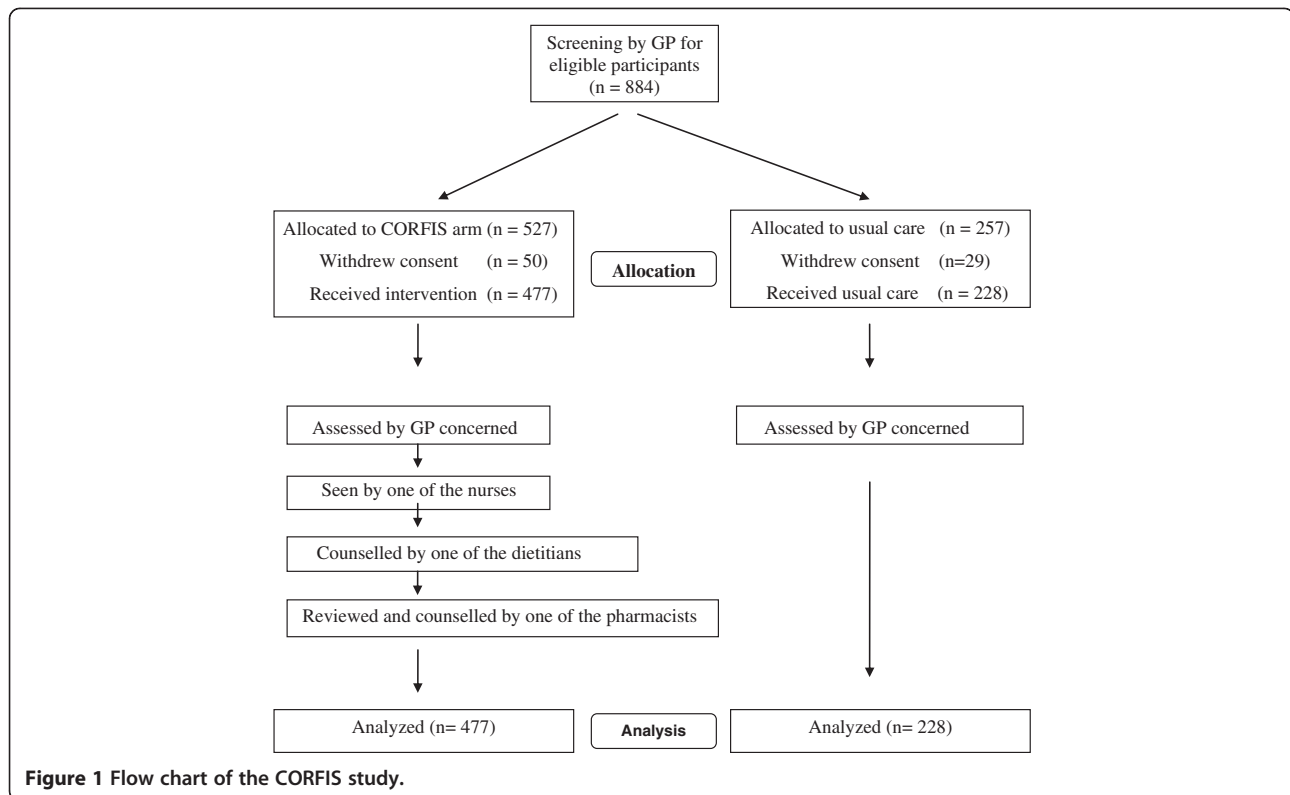 Screening by GP for
eligible participants
(n = 884)
Allocated to CORFIS arm (n = 527)
Withdrew consent (n = 50)
Received intervention (n = 477)
Allocation
Allocated to usual care (n = 257)
Withdrew consent (n=29)
Received usual care (n = 228)
Assessed by GP concerned
Assessed by GP concerned
Seen by one of the nurses
Counselled by one of the dietitians
Reviewed and counselled by one of the pharmacists
Analyzed (n= 477)
Analysis
Analyzed (n= 228)
Figure 1 Flow chart of the CORFIS study.